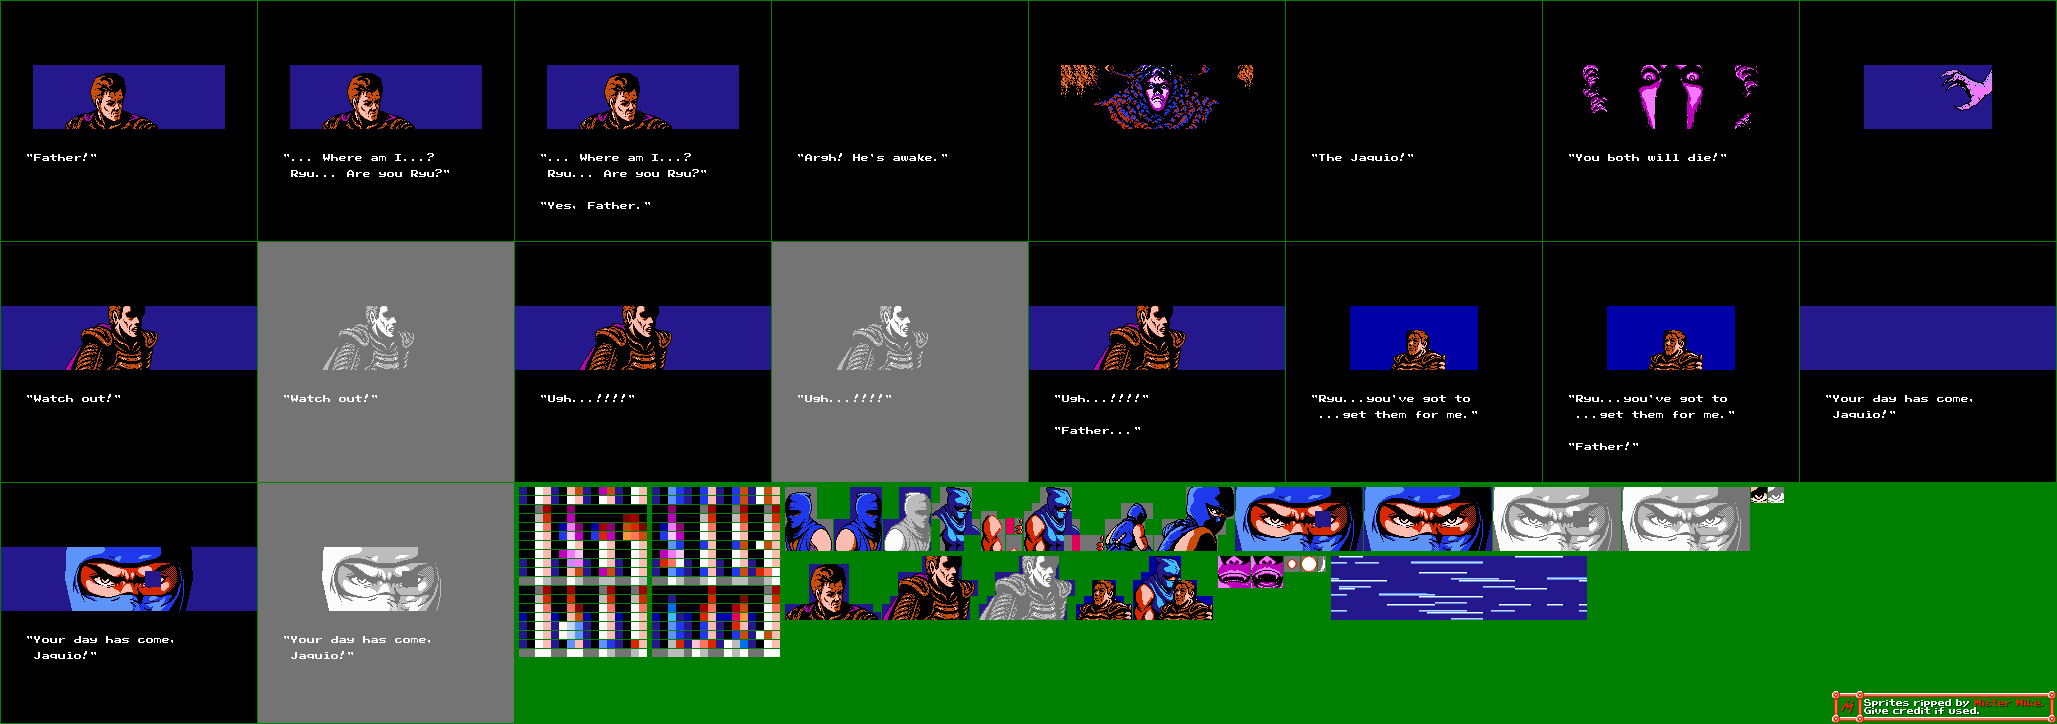 "Father!"
"... Where am I...?
Ryu... Are you Ryu?"
"... Where am I...?
Ryu... Are you Ryu?"
"Yes, Father."
"Argh! He's awake."
"The Jaquio!"
"You both will die!"
"Watch out!"
"Watch out!"
"Ugh...!!!!"
"Ugh...!!!!"
"Ugh...!!!!"
"Father..."
"Ryu...you've got to
...get them for me."
"Ryu...you've got to
...get them for me."
"Father!"
"Your day has come,
Jaquio!"
"Your day has come,
Jaquio!"
"Your day has come,
Jaquio!"
M
Sprites ripped by Mister Mike.
Give credit if used.